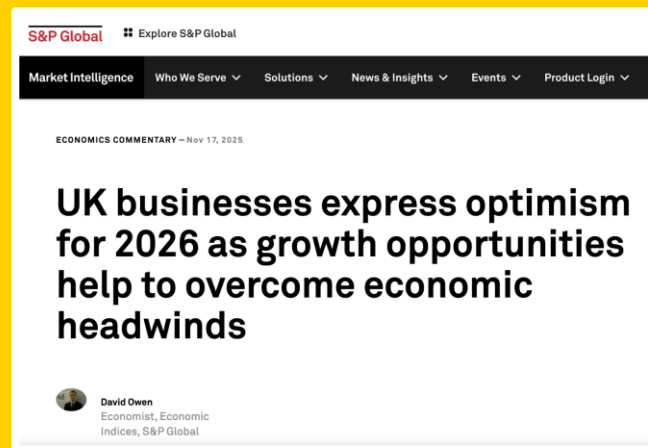 S&P Global
Explore S&P Global
Market Intelligence Who We Serve Solutions News & Insights Events Product Login
ECONOMICS COMMENTARY — Nov 17, 2025
UK businesses express optimism
for 2026 as growth opportunities
help to overcome economic
headwinds
David Owen
Economist, Economic
Indices, S&P Global